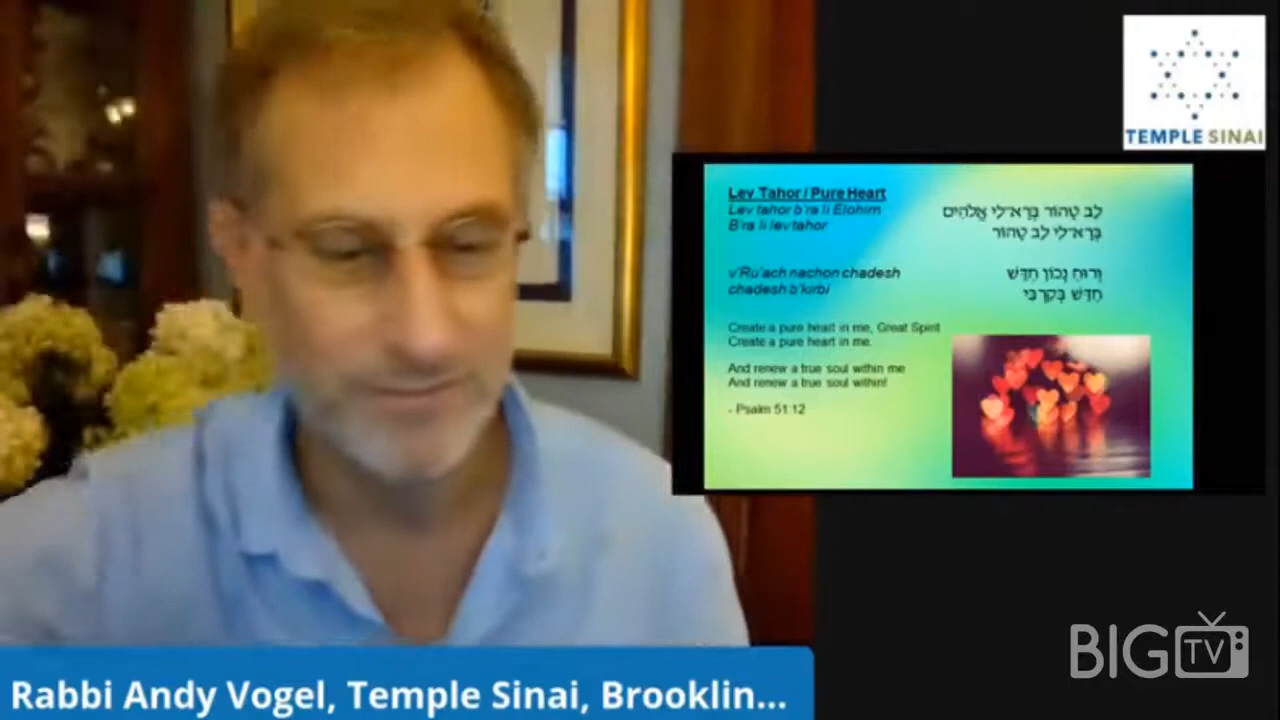 TEMPLE SINAI
Lev Tahor / Pure Heart
Lev tahor b'ra li Elohim
B'ra li lev tahor
לֵב טָהוֹר בְּרָא־לִי אֱלֹהִים
בְּרָא־לִי לֵב טָהוֹר
v'Ru'ach nachon chadesh
chadesh b'kirbi
וְרוּחַ נָכוֹן חַדֵּשׁ
חַדֵּשׁ בְּקִרְבִּי
Create a pure heart in me, Great Spirit
Create a pure heart in me.
And renew a true soul within me
And renew a true soul within!
- Psalm 51:12
BIG TV
Rabbi Andy Vogel, Temple Sinai, Brooklin...